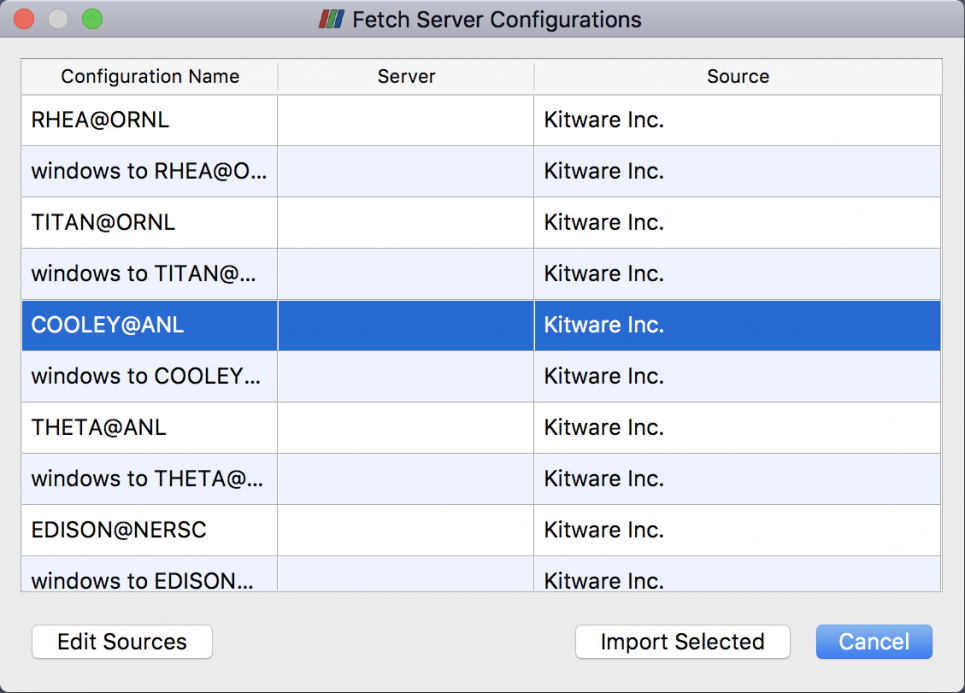 Fetch Server Configurations
Configuration Name Server Source
RHEA@ORNL Kitware Inc.
windows to RHEA@O... Kitware Inc.
TITAN@ORNL Kitware Inc.
windows to TITAN@... Kitware Inc.
COOLEY@ANL Kitware Inc.
windows to COOLEY... Kitware Inc.
THETA@ANL Kitware Inc.
windows to THETA@... Kitware Inc.
EDISON@NERSC Kitware Inc.
windows to EDISON... Kitware Inc.
Edit Sources Import Selected Cancel